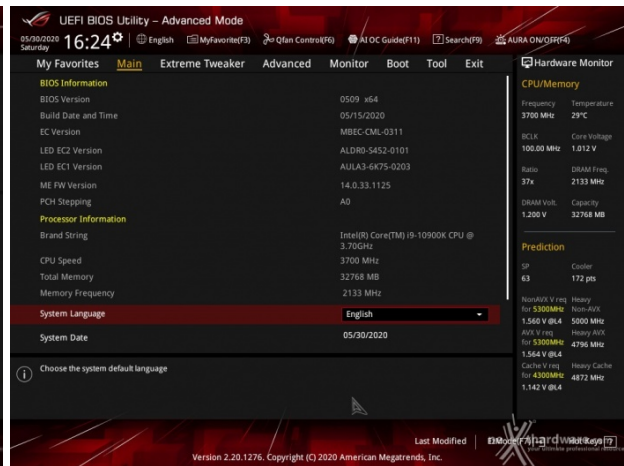 UEFI BIOS Utility – Advanced Mode
05/30/2020
Saturday
16:24
English
MyFavorite(F3)
Qfan Control(F6)
AI OC Guide(F11)
? Search(F9)
AURA ON/OFF(F4)
My Favorites Main Extreme Tweaker Advanced Monitor Boot Tool Exit
Hardware Monitor
BIOS Information
BIOS Version 0509 x64
Build Date and Time 05/15/2020
EC Version MBEC-CML-0311
LED EC2 Version ALDR0-S452-0101
LED EC1 Version AULA3-6K75-0203
ME FW Version 14.0.33.1125
PCH Stepping A0
Processor Information
Brand String Intel(R) Core(TM) i9-10900K CPU @
3.70GHz
CPU Speed 3700 MHz
Total Memory 32768 MB
Memory Frequency 2133 MHz
System Language English
System Date 05/30/2020
Choose the system default language
CPU/Memory
Frequency Temperature
3700 MHz 29°C
BCLK Core Voltage
100.00 MHz 1.012 V
Ratio DRAM Freq.
37x 2133 MHz
DRAM Volt. Capacity
1.200 V 32768 MB
Prediction
SP Cooler
63 172 pts
NonAVX V req Heavy
for 5300MHz Non-AVX
1.560 V @L4 5000 MHz
AVX V req Heavy AVX
for 5300MHz 4796 MHz
1.564 V @L4
Cache V req Heavy Cache
for 4300MHz 4872 MHz
1.142 V @L4
Last Modified
Version 2.20.1276. Copyright (C) 2020 American Megatrends, Inc.